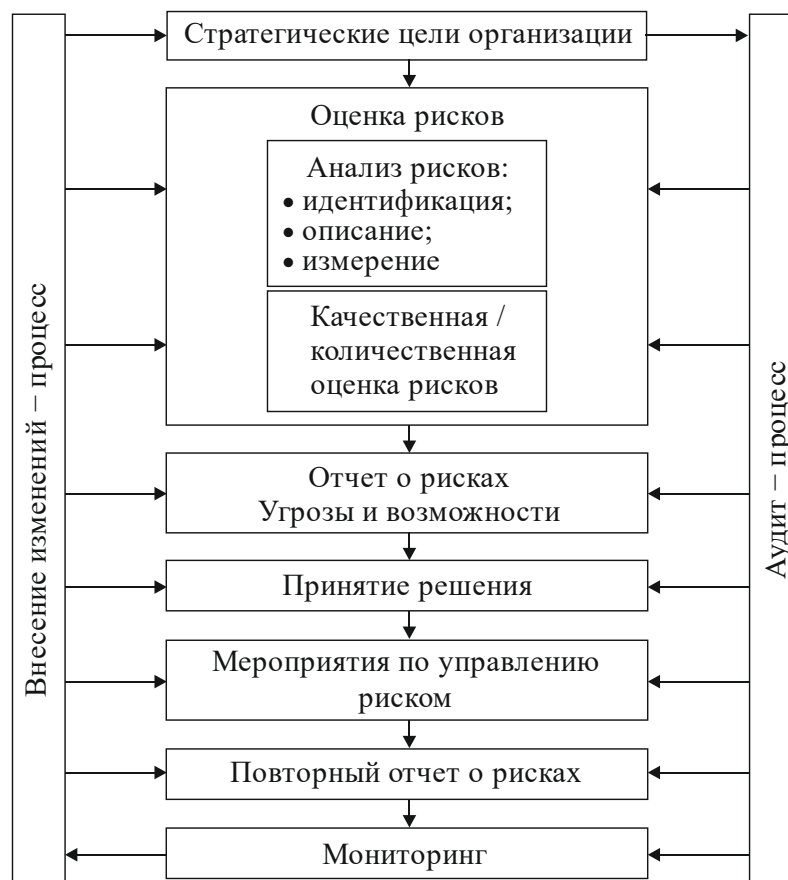 Стратегические цели организации
Оценка рисков
Анализ рисков:
• идентификация;
• описание;
• измерение
Качественная /
количественная
оценка рисков
Отчет о рисках
Угрозы и возможности
Принятие решения
Мероприятия по управлению
риском
Повторный отчет о рисках
Мониторинг
Внесение изменений – процесс
Аудит – процесс